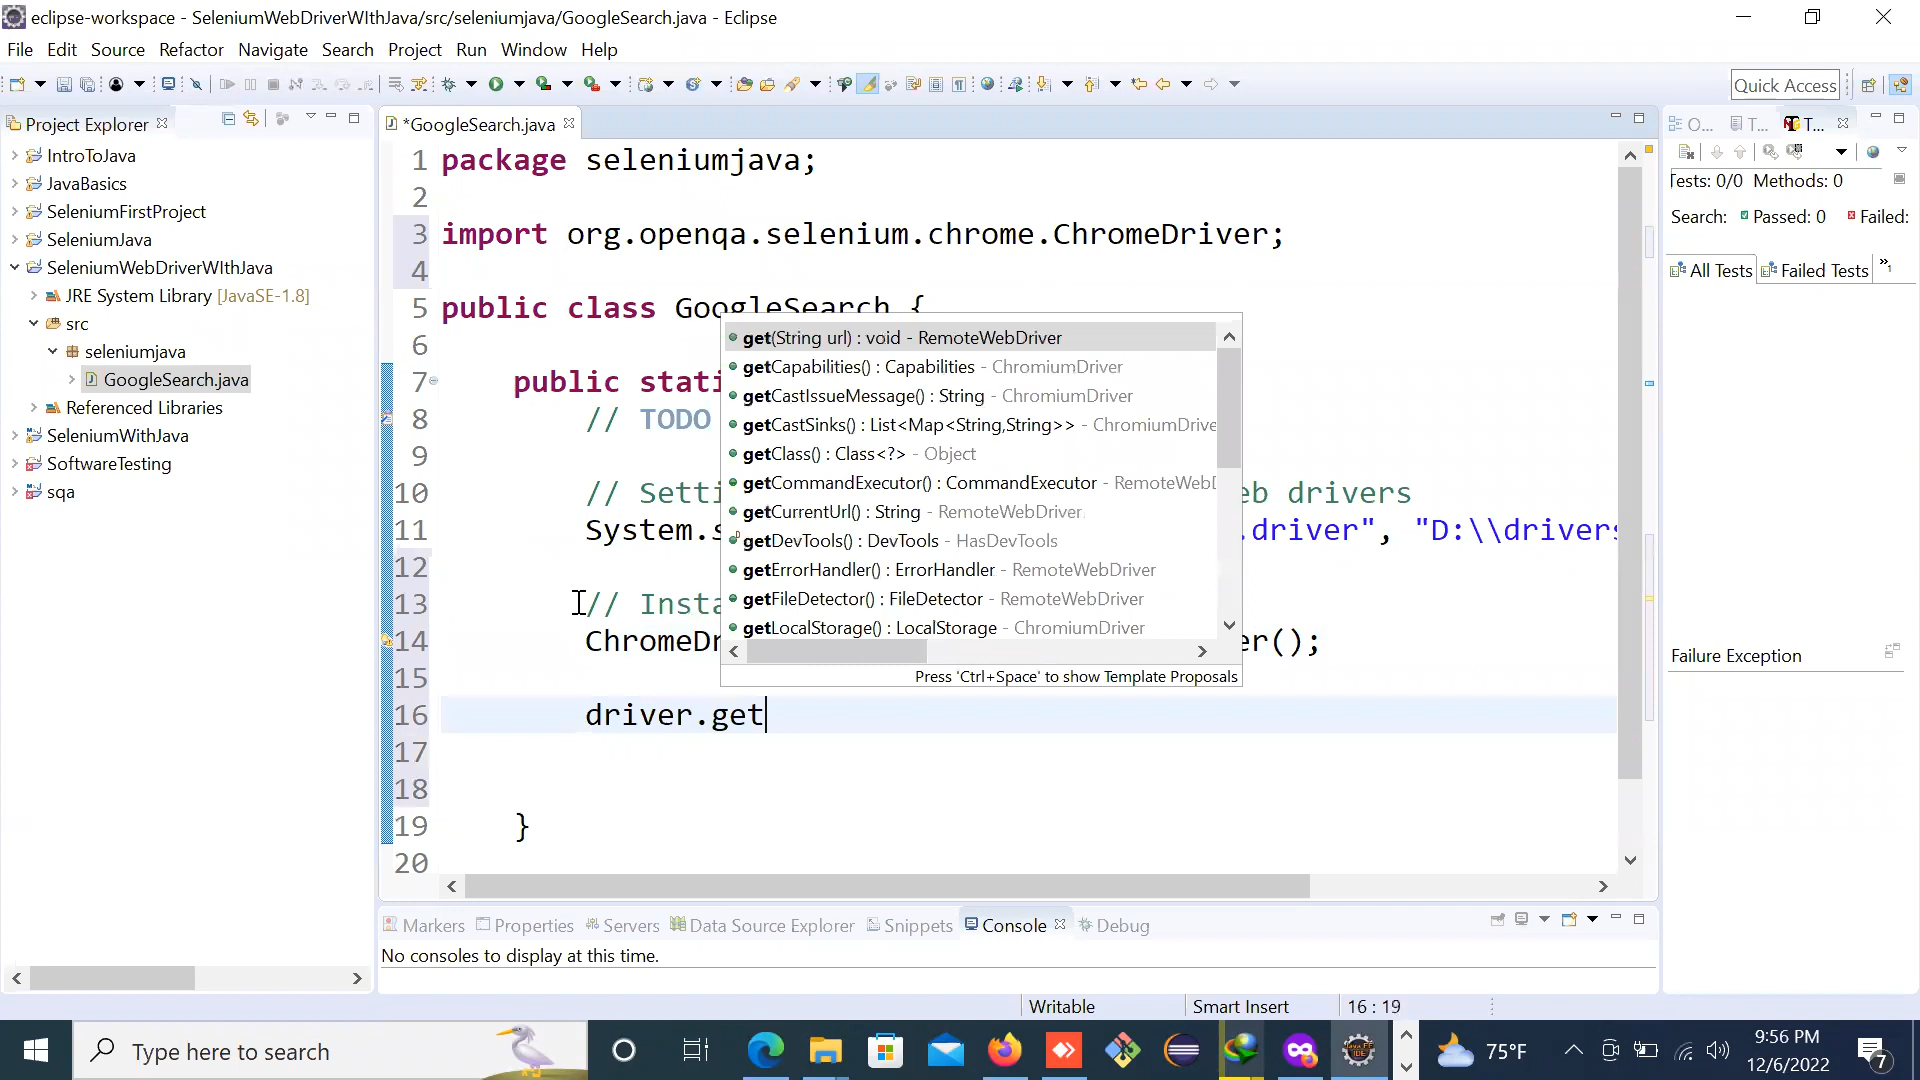 eclipse-workspace - SeleniumWebDriverWIthJava/src/seleniumjava/GoogleSearch.java - Eclipse
File Edit Source Refactor Navigate Search Project Run Window Help
Quick Access
Project Explorer
IntroToJava
JavaBasics
SeleniumFirstProject
SeleniumJava
SeleniumWebDriverWIthJava
JRE System Library [JavaSE-1.8]
src
seleniumjava
GoogleSearch.java
Referenced Libraries
SeleniumWithJava
SoftwareTesting
sqa
*GoogleSearch.java
1 package seleniumjava;
2
3 import org.openqa.selenium.chrome.ChromeDriver;
4
5 public class GoogleSearch {
6
7 public stati
8 // TODO
9
10 // Setti eb drivers
11 System.s .driver", "D:\\drivers
12
13 // Insta
14 ChromeDr er();
15
16 driver.get
17
18
19 }
20
get(String url) : void - RemoteWebDriver
getCapabilities() : Capabilities - ChromiumDriver
getCastIssueMessage() : String - ChromiumDriver
getCastSinks() : List<Map<String,String>> - ChromiumDrive
getClass() : Class<?> - Object
getCommandExecutor() : CommandExecutor - RemoteWebD
getCurrentUrl() : String - RemoteWebDriver
getDevTools() : DevTools - HasDevTools
getErrorHandler() : ErrorHandler - RemoteWebDriver
getFileDetector() : FileDetector - RemoteWebDriver
getLocalStorage() : LocalStorage - ChromiumDriver
Press 'Ctrl+Space' to show Template Proposals
O... T... T...
Tests: 0/0 Methods: 0
Search: Passed: 0 Failed:
All Tests Failed Tests »1
Failure Exception
Markers Properties Servers Data Source Explorer Snippets Console Debug
No consoles to display at this time.
Writable Smart Insert 16 : 19
Type here to search
75°F
9:56 PM
12/6/2022
7